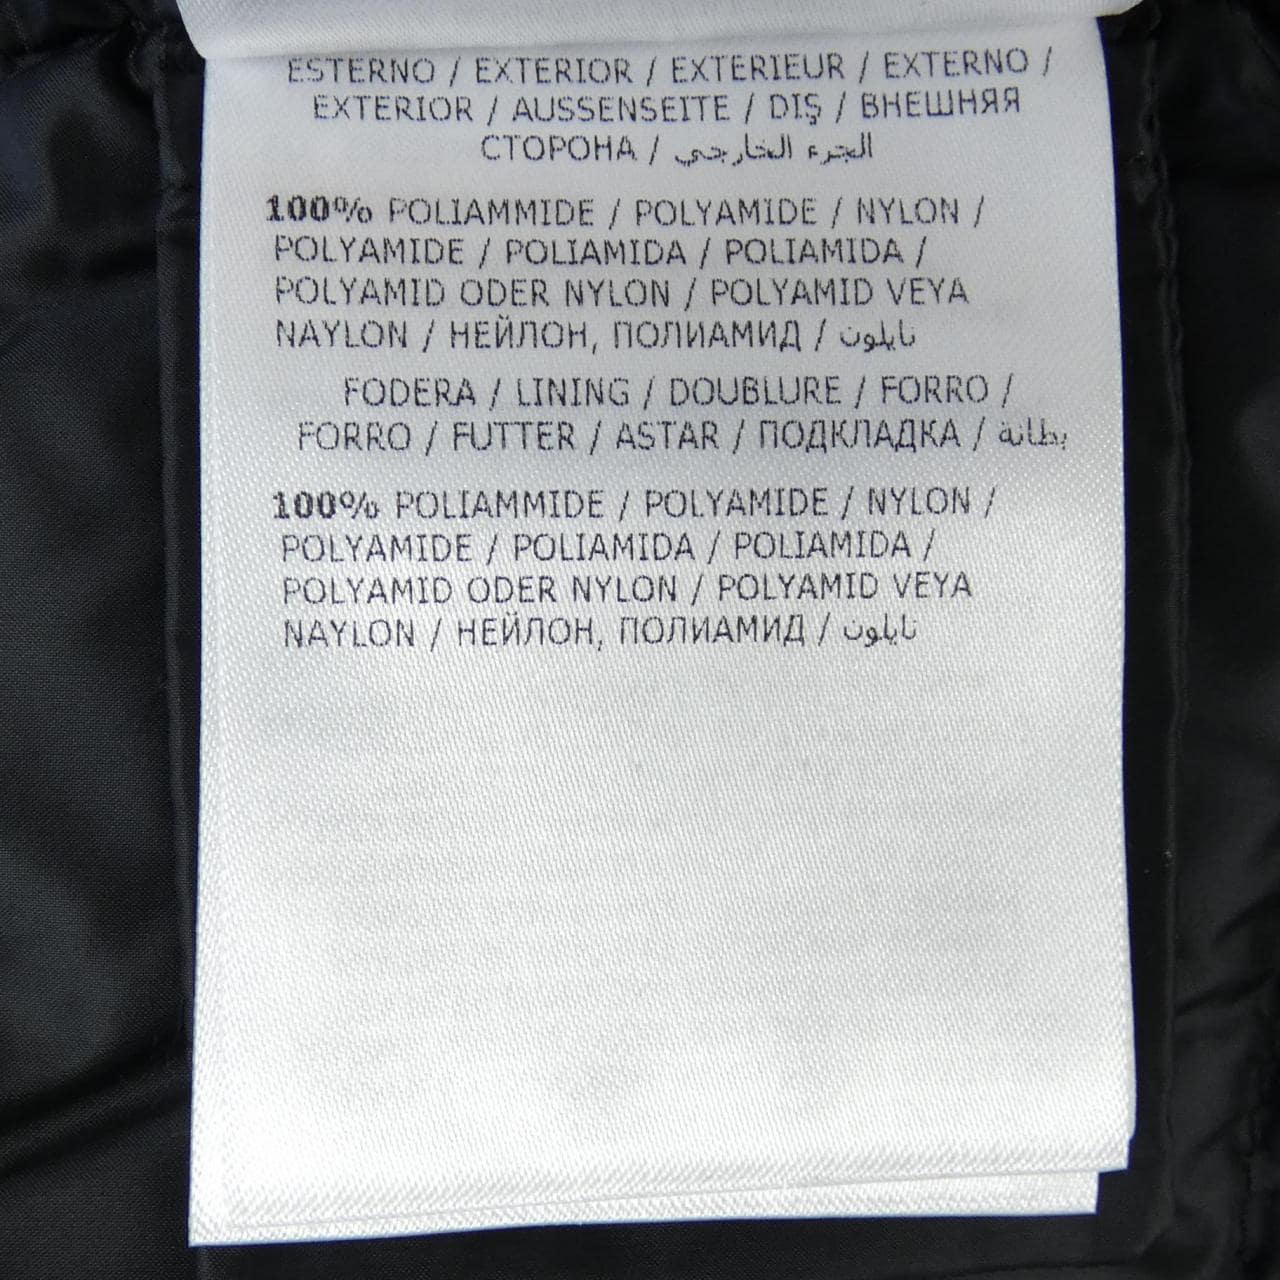 ESTERNO / EXTERIOR / EXTERIEUR / EXTERNO /
EXTERIOR / AUSSENSEITE / DIŞ / ВНЕШНЯЯ
СТОРОНА / الجزء الخارجي
100% POLIAMMIDE / POLYAMIDE / NYLON /
POLYAMIDE / POLIAMIDA / POLIAMIDA /
POLYAMID ODER NYLON / POLYAMID VEYA
NAYLON / НЕЙЛОН, ПОЛИАМИД / نايلون
FODERA / LINING / DOUBLURE / FORRO /
FORRO / FUTTER / ASTAR / ПОДКЛАДКА / بطانة
100% POLIAMMIDE / POLYAMIDE / NYLON /
POLYAMIDE / POLIAMIDA / POLIAMIDA /
POLYAMID ODER NYLON / POLYAMID VEYA
NAYLON / НЕЙЛОН, ПОЛИАМИД / نايلون